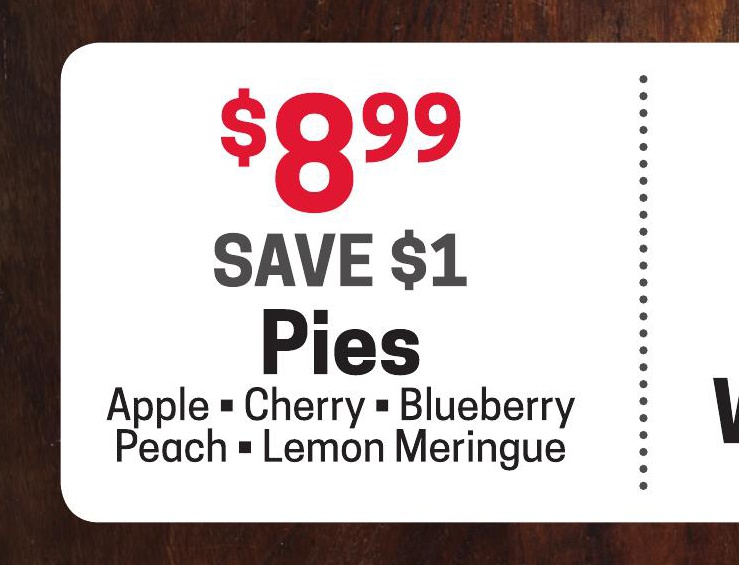 $8.99
SAVE $1
Pies
Apple ▪ Cherry ▪ Blueberry
Peach ▪ Lemon Meringue